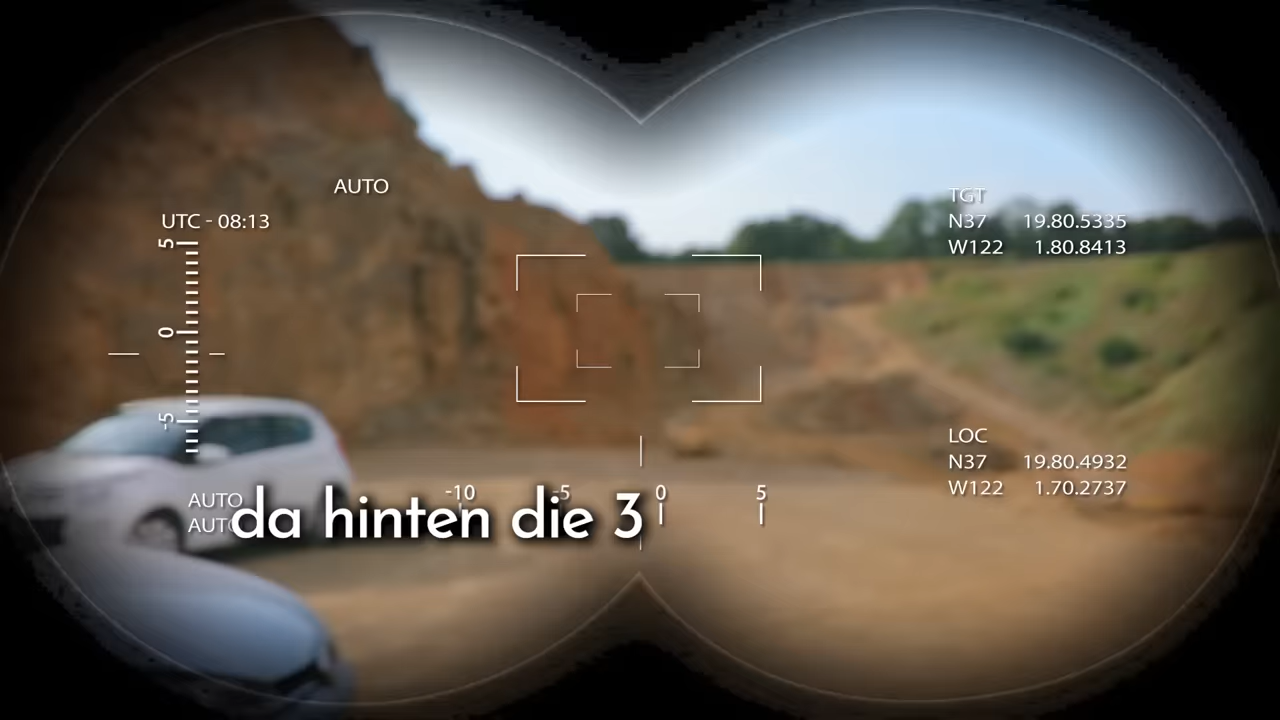 AUTO
UTC - 08:13
5
0
-5
TGT
N37 19.80.5335
W122 1.80.8413
LOC
N37 19.80.4932
W122 1.70.2737
-10 -5 0 5
AUTO
AUTO
da hinten die 3